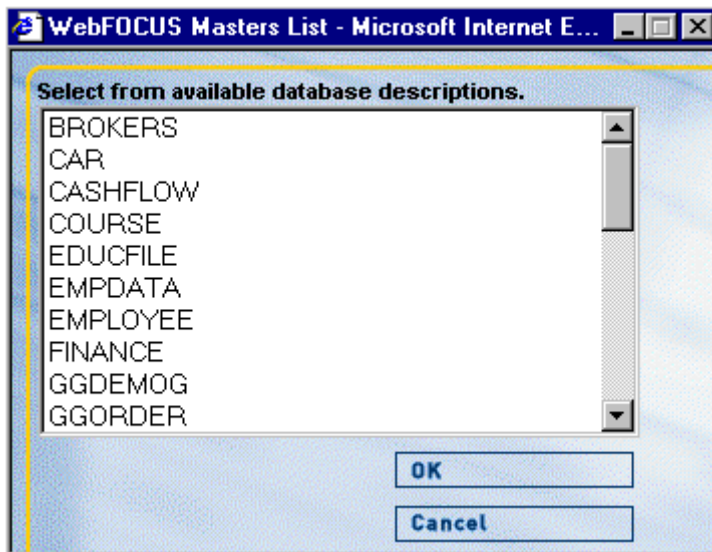 WebFOCUS Masters List - Microsoft Internet E...
Select from available database descriptions.
BROKERS
CAR
CASHFLOW
COURSE
EDUCFILE
EMPDATA
EMPLOYEE
FINANCE
GGDEMOG
GGORDER
OK
Cancel